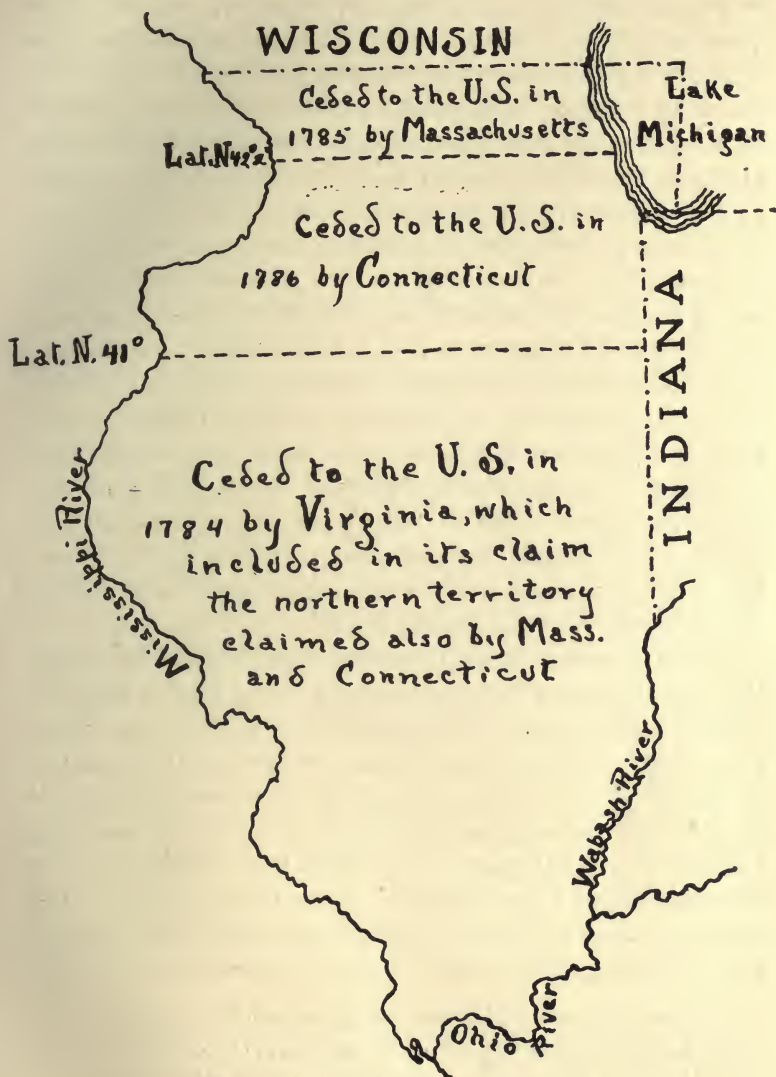 WISCONSIN
Ceded to the U.S. in
1785 by Massachusetts
Lake
Michigan
Lat. N 42° 2'
Ceded to the U.S. in
1786 by Connecticut
Lat. N. 41°
INDIANA
Ceded to the U.S. in
1784 by Virginia, which
included in its claim
the northern territory
claimed also by Mass.
and Connecticut
Mississippi River
Wabash River
Ohio River